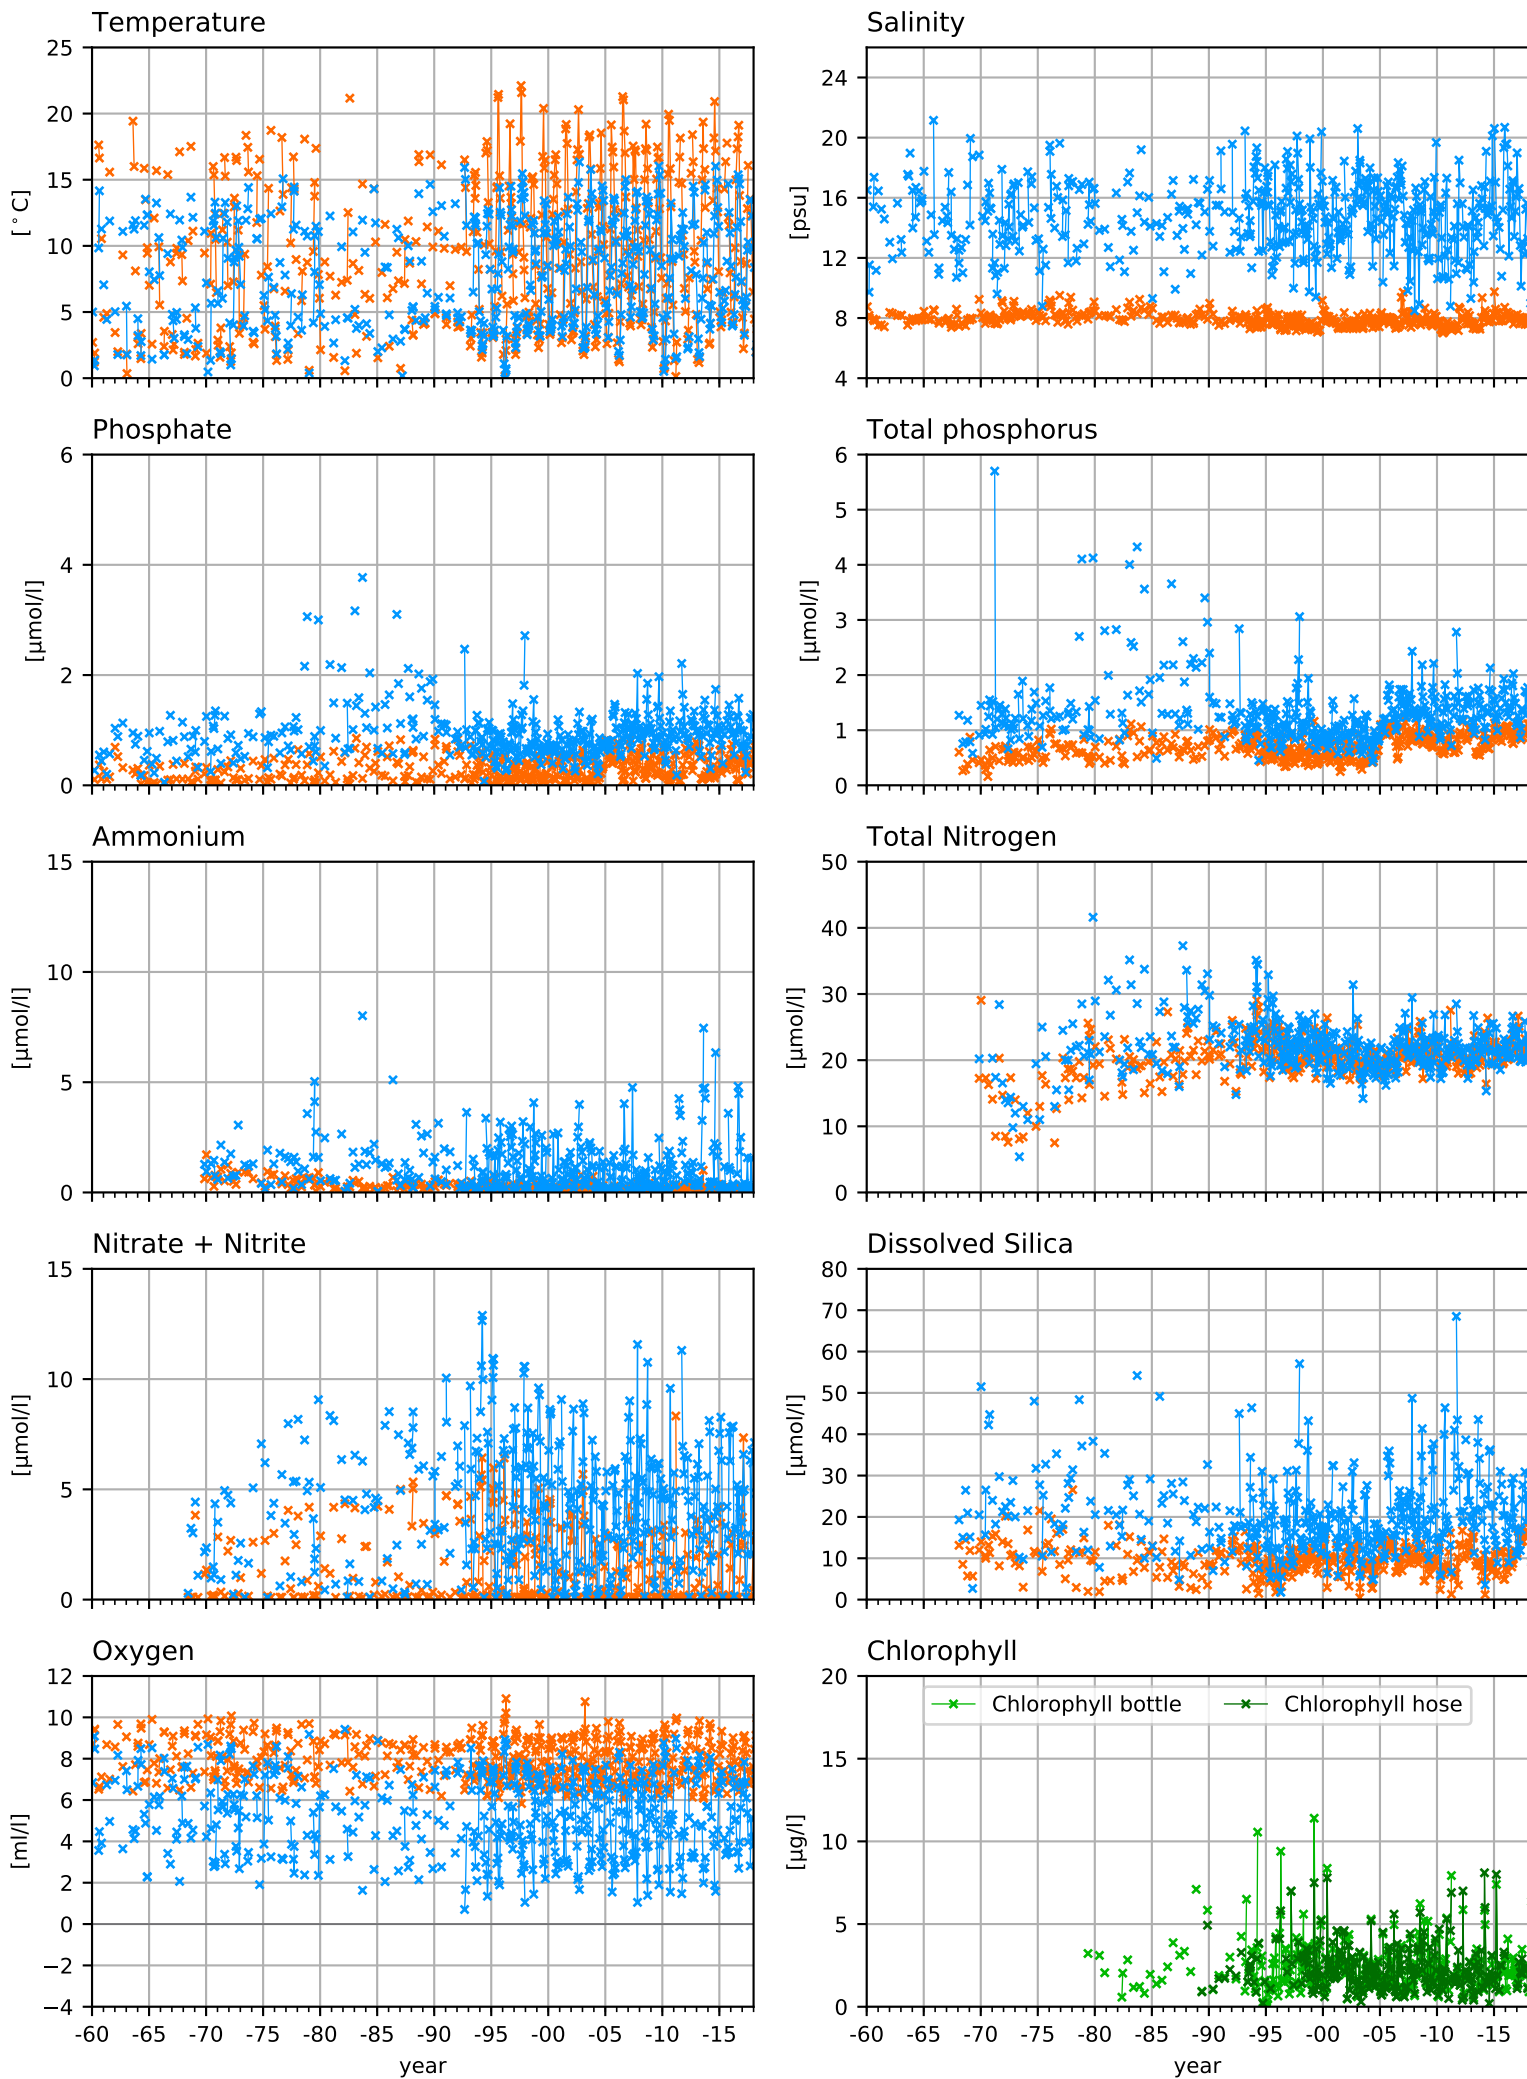 Temperature
25
20
15
10
5
0
[°C]
Salinity
24
20
16
12
8
4
[psu]
Phosphate
6
4
2
0
[µmol/l]
Total phosphorus
6
5
4
3
2
1
0
[µmol/l]
Ammonium
15
10
5
0
[µmol/l]
Total Nitrogen
50
40
30
20
10
0
[µmol/l]
Nitrate + Nitrite
15
10
5
0
[µmol/l]
Dissolved Silica
80
70
60
50
40
30
20
10
0
[µmol/l]
Oxygen
12
10
8
6
4
2
0
−2
−4
[ml/l]
-60 -65 -70 -75 -80 -85 -90 -95 -00 -05 -10 -15
year
Chlorophyll
Chlorophyll bottle Chlorophyll hose
20
15
10
5
0
[µg/l]
-60 -65 -70 -75 -80 -85 -90 -95 -00 -05 -10 -15
year